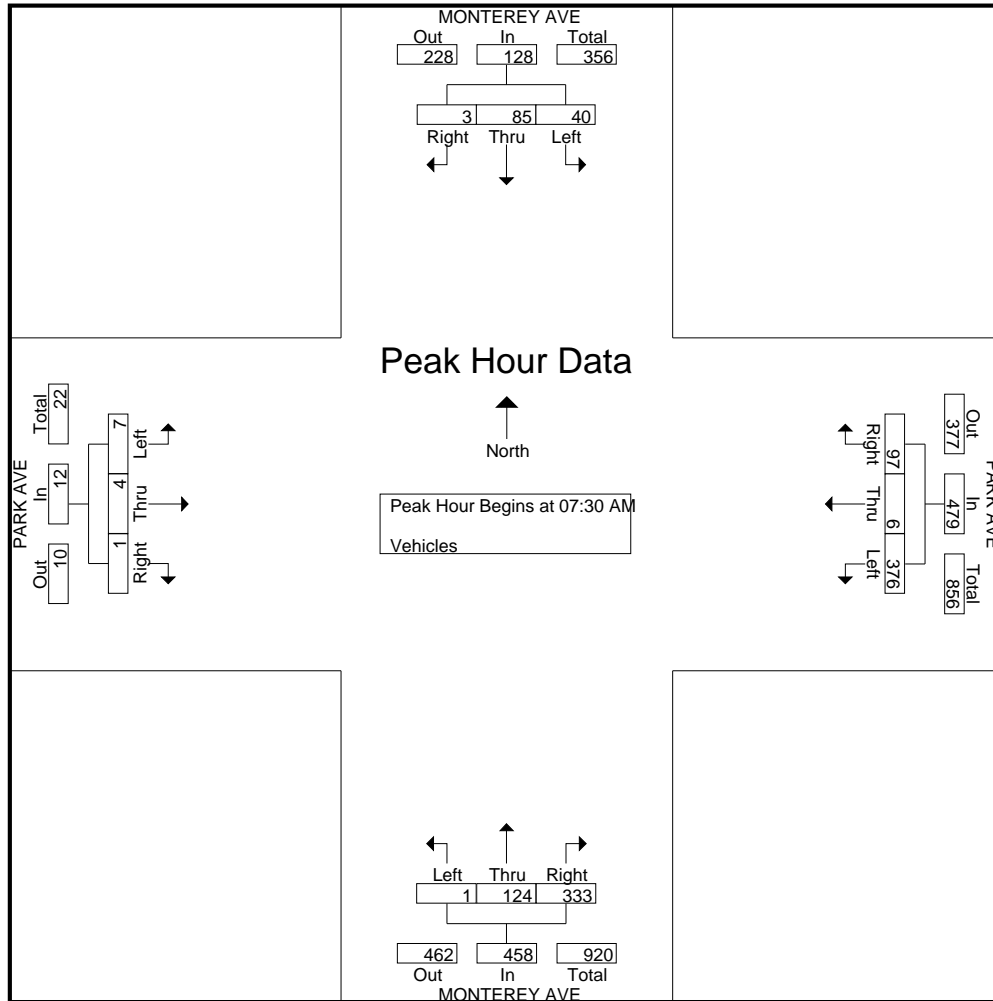 MONTEREY AVE
Out In Total
228 128 356
3 85 40
Right Thru Left
Peak Hour Data
North
Peak Hour Begins at 07:30 AM
Vehicles
PARK AVE
Out In Total
10 12 22
1 4 7
Right Thru Left
PARK AVE
Out In Total
377 479 856
97 6 376
Right Thru Left
Left Thru Right
1 124 333
462 458 920
Out In Total
MONTEREY AVE